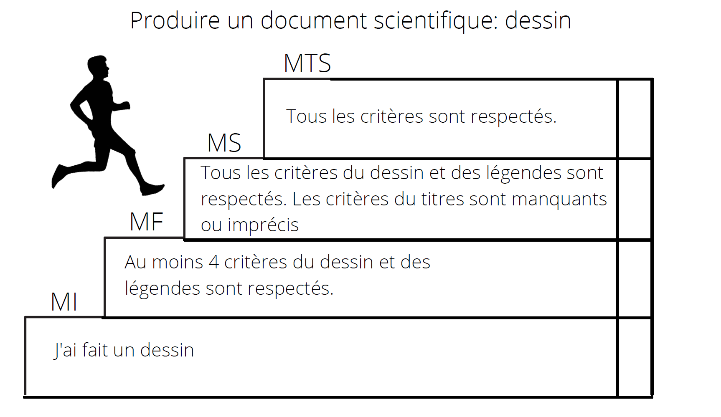 Produire un document scientifique: dessin
MTS
Tous les critères sont respectés.
MS
Tous les critères du dessin et des légendes sont
respectés. Les critères du titres sont manquants
ou imprécis
MF
Au moins 4 critères du dessin et des
légendes sont respectés.
MI
J'ai fait un dessin